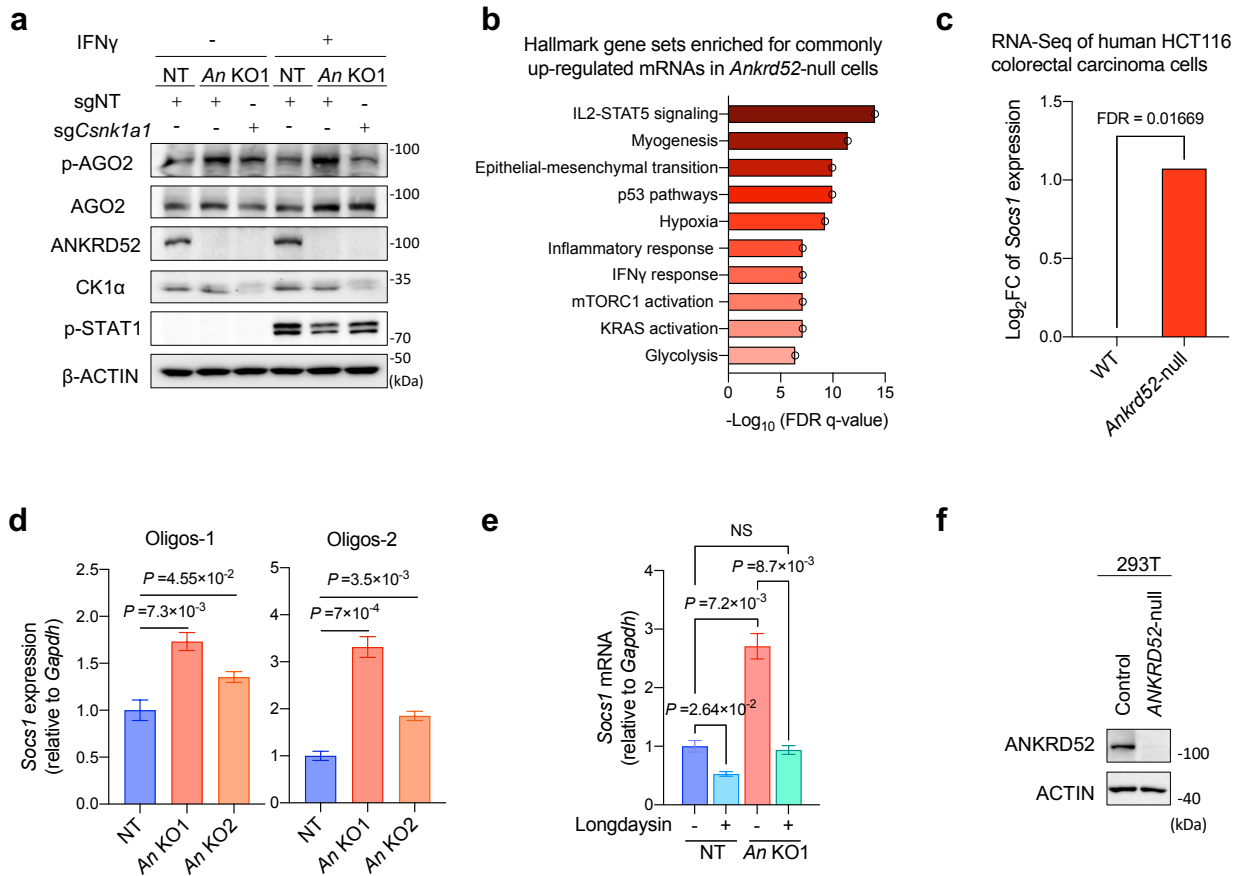 a
IFNγ - +
NT An KO1 NT An KO1
sgNT + + - + + -
sgCsnk1a1 - - + - - +
p-AGO2 -100
AGO2 -100
ANKRD52 -100
CK1α -35
p-STAT1 -70
β-ACTIN -50
(kDa)
b
Hallmark gene sets enriched for commonly
up-regulated mRNAs in Ankrd52-null cells
IL2-STAT5 signaling
Myogenesis
Epithelial-mesenchymal transition
p53 pathways
Hypoxia
Inflammatory response
IFNγ response
mTORC1 activation
KRAS activation
Glycolysis
0 5 10 15
-Log₁₀ (FDR q-value)
c
RNA-Seq of human HCT116
colorectal carcinoma cells
Log₂FC of Socs1 expression
1.5
1.0
0.5
0.0
FDR = 0.01669
WT
Ankrd52-null
d
Oligos-1
Socs1 expression
(relative to Gapdh)
2.0
1.5
1.0
0.5
0.0
P =4.55×10⁻²
P =7.3×10⁻³
NT
An KO1
An KO2
Oligos-2
5
4
3
2
1
0
P =3.5×10⁻³
P =7×10⁻⁴
NT
An KO1
An KO2
e
Socs1 mRNA
(relative to Gapdh)
4
3
2
1
0
NS
P =8.7×10⁻³
P =7.2×10⁻³
P =2.64×10⁻²
Longdaysin - + - +
NT An KO1
f
293T
Control
ANKRD52-null
ANKRD52 -100
ACTIN -40
(kDa)